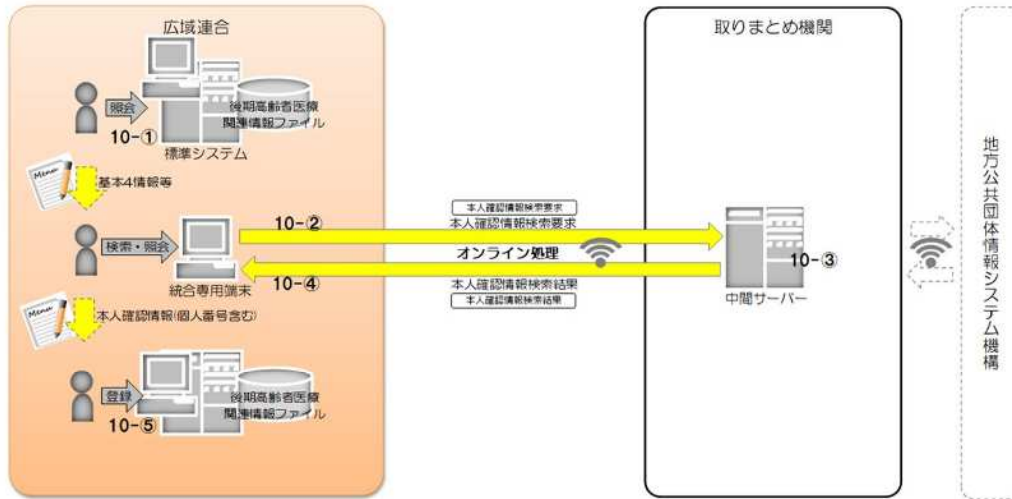 広域連合
照会
10-①
後期高齢者医療
関連情報ファイル
標準システム
Memo
基本4情報等
検索・照会
統合専用端末
10-②
本人確認情報検索要求
本人確認情報検索要求
オンライン処理
10-④
本人確認情報検索結果
本人確認情報検索結果
Memo
本人確認情報(個人番号含む)
登録
10-⑤
後期高齢者医療
関連情報ファイル
取りまとめ機関
10-③
中間サーバー
地方公共団体情報システム機構